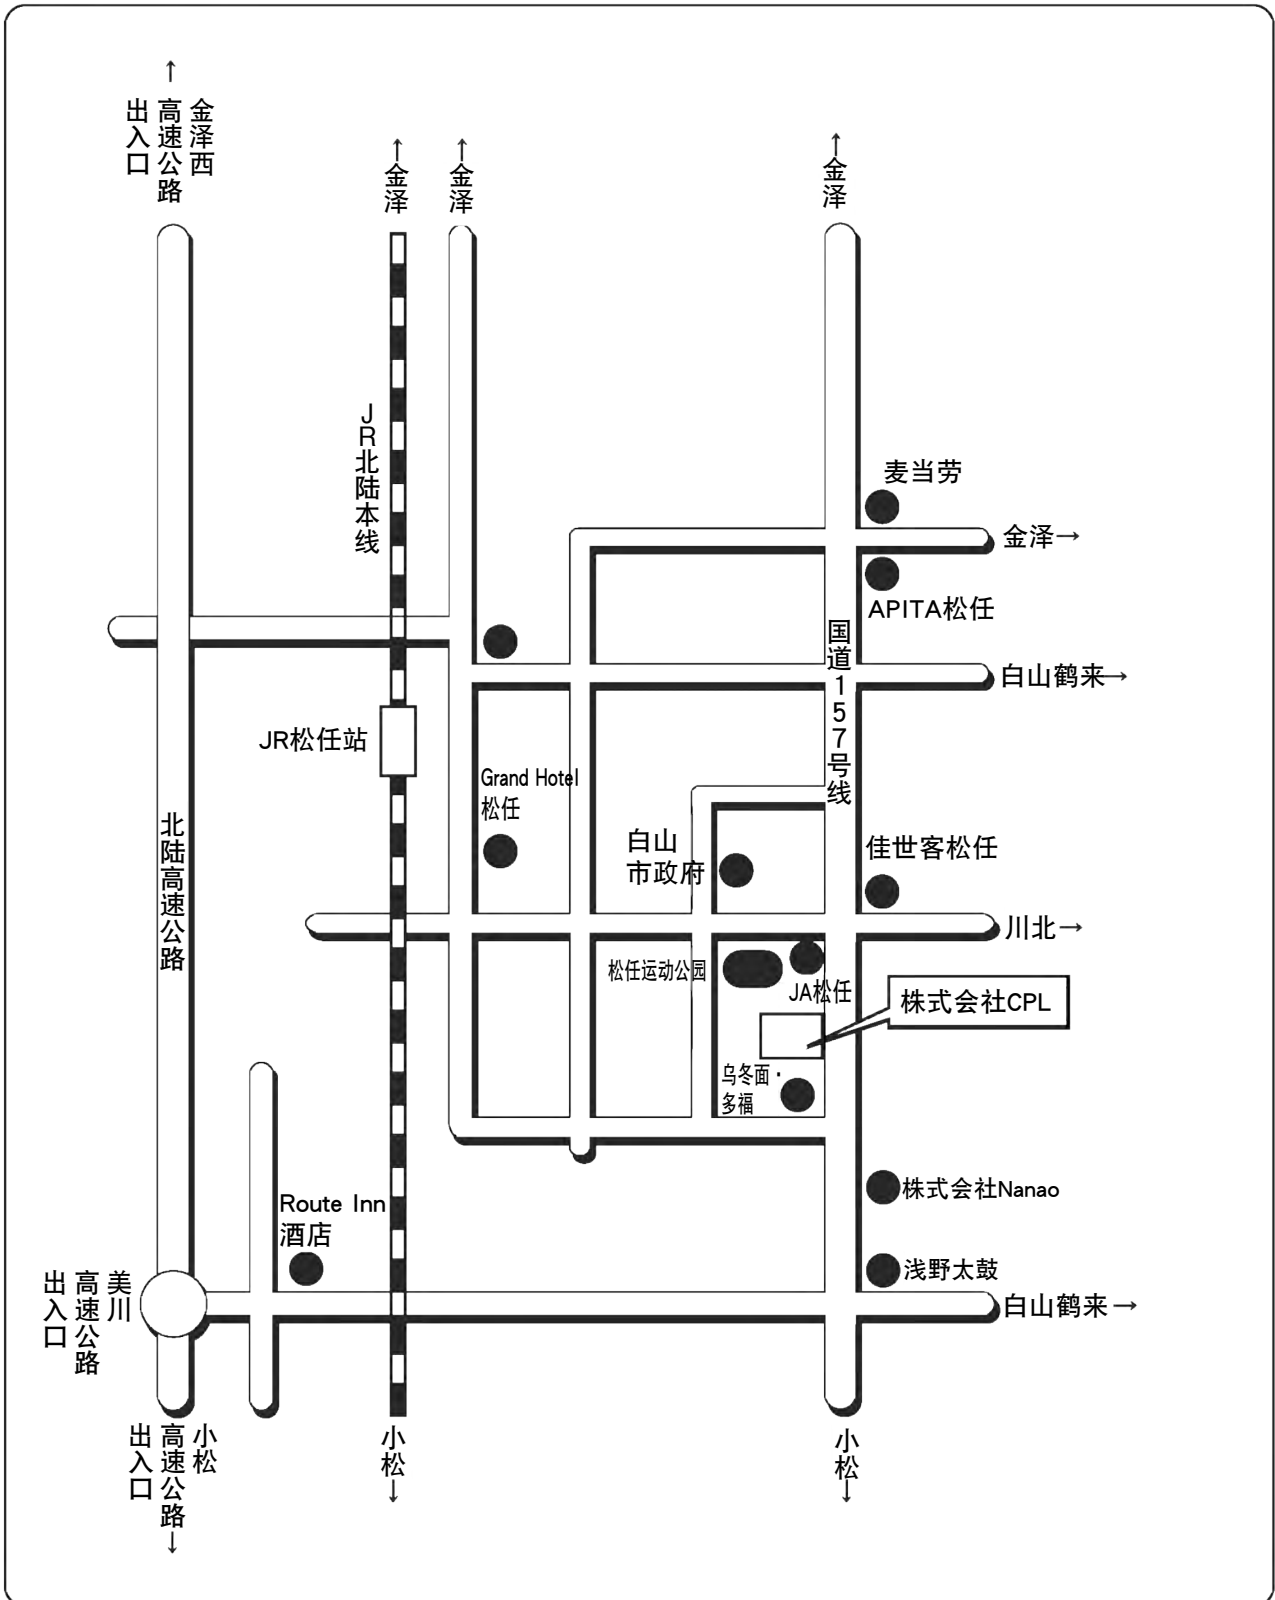 ↑
金泽西
高速公路
出入口
↑金泽
↑金泽
↑金泽
JR北陆本线
麦当劳
金泽→
APITA松任
国道157号线
白山鹤来→
JR松任站
Grand Hotel
松任
北陆高速公路
白山
市政府
佳世客松任
川北→
松任运动公园
JA松任
株式会社CPL
乌冬面·
多福
株式会社Nanao
Route Inn
酒店
浅野太鼓
美川
高速公路
出入口
白山鹤来→
小松
高速公路
出入口
↓
小松↓
小松↓